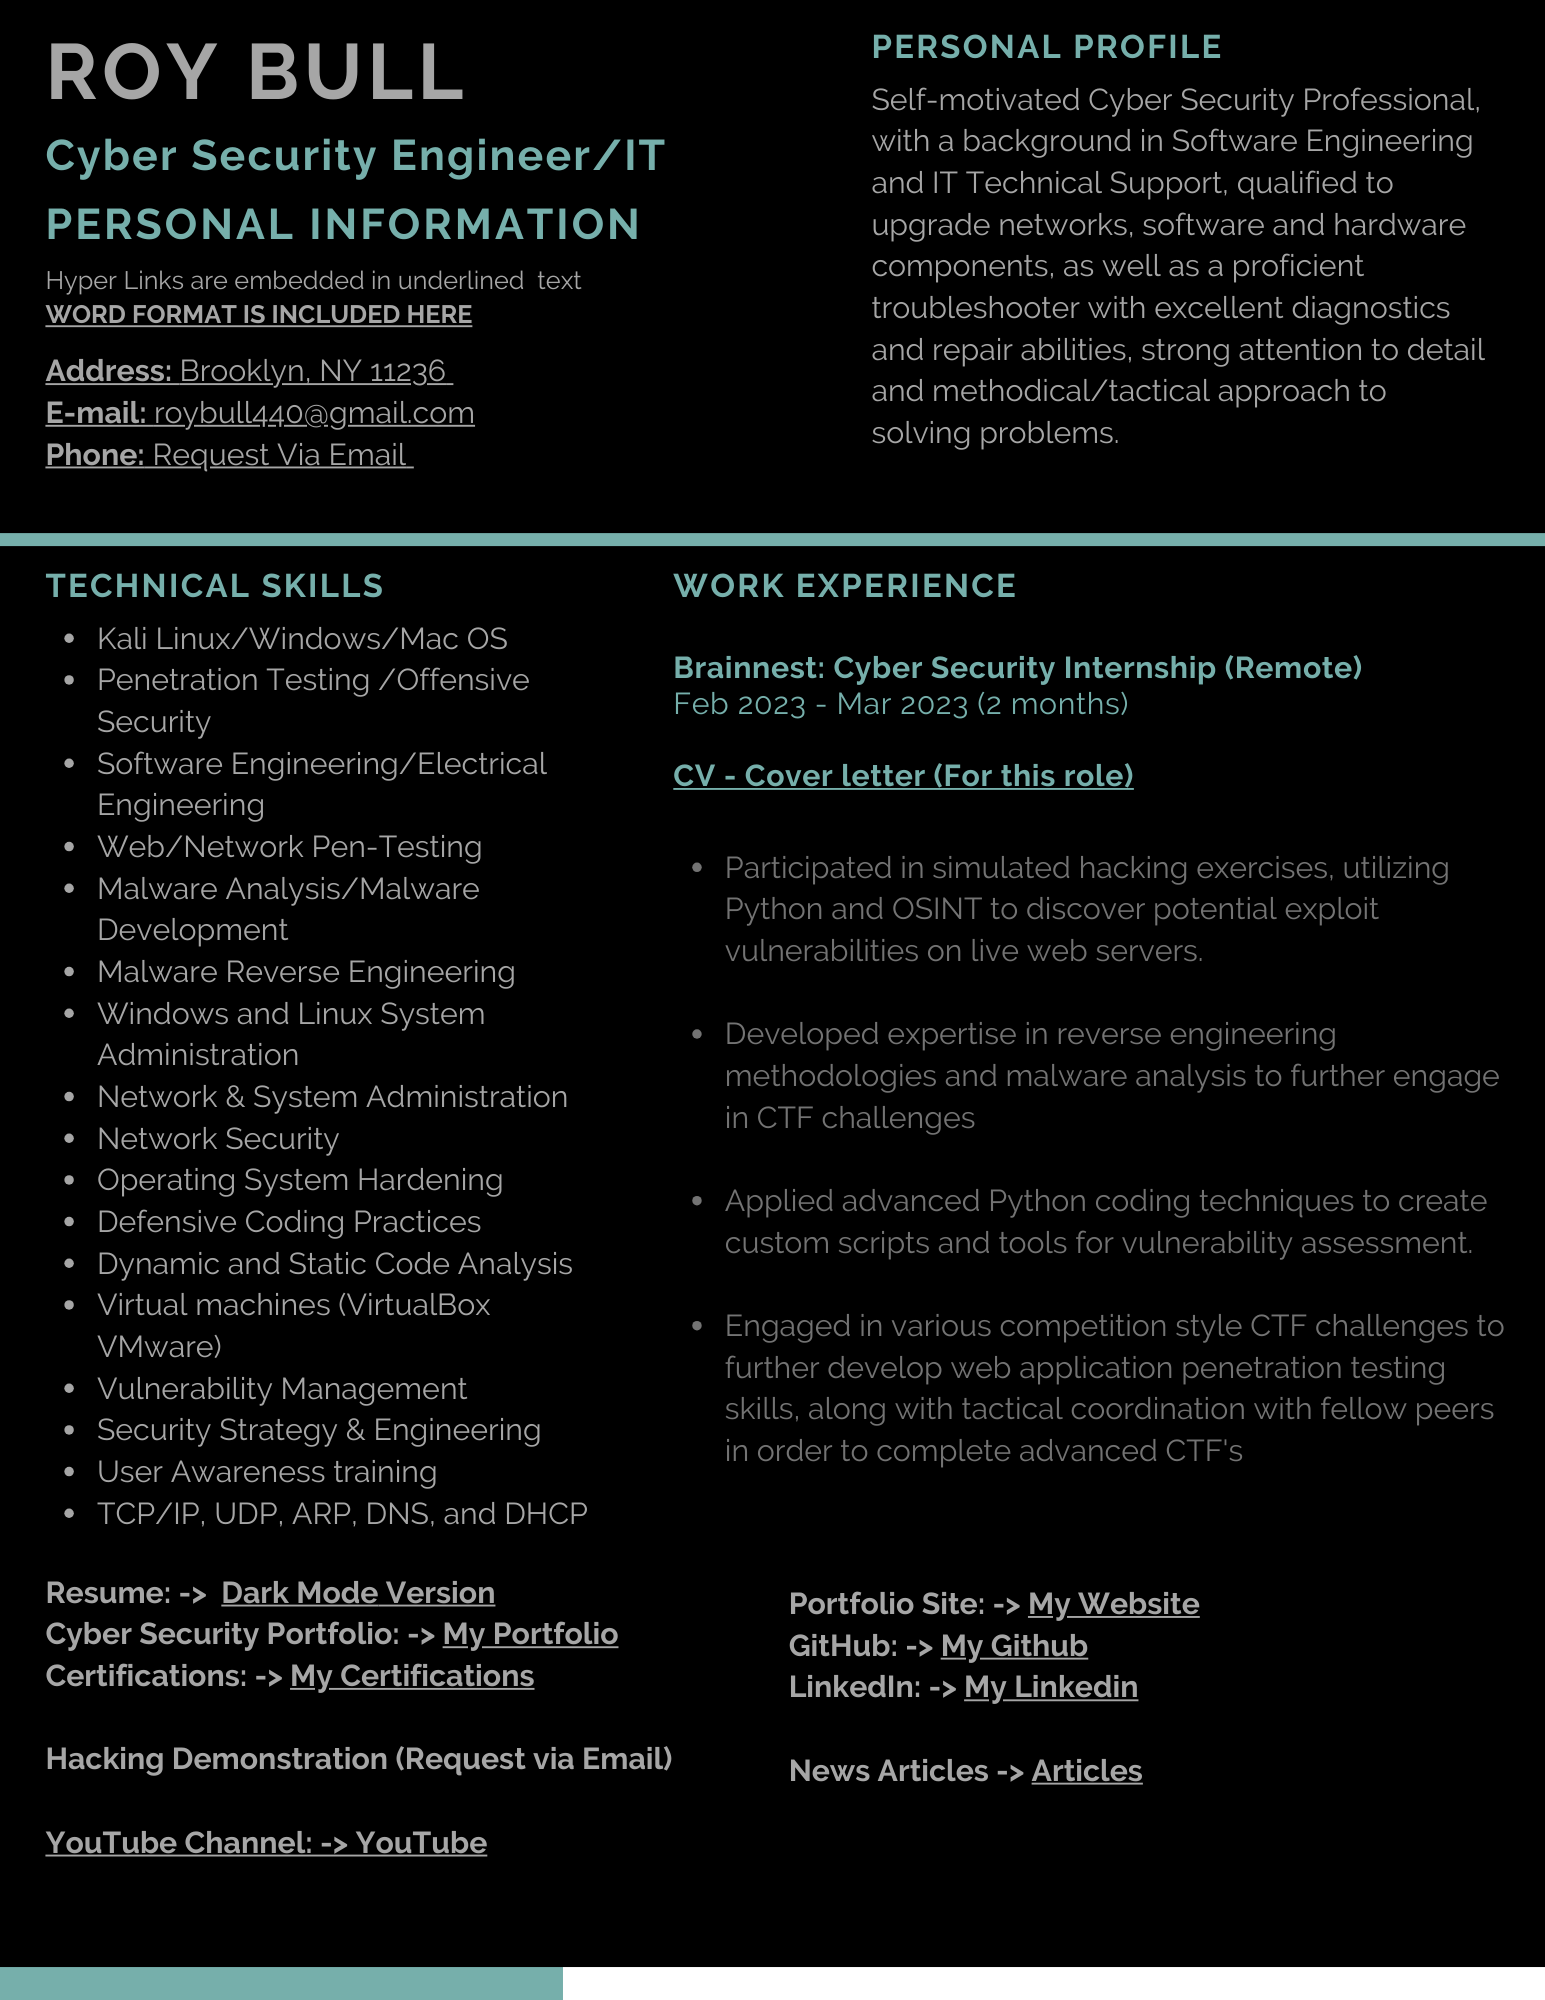 ROY BULL
Cyber Security Engineer/IT
PERSONAL INFORMATION
Hyper Links are embedded in underlined  text
WORD FORMAT IS INCLUDED HERE
Address: Brooklyn, NY 11236
E-mail: roybull440@gmail.com
Phone: Request Via Email
PERSONAL PROFILE
Self-motivated Cyber Security Professional,
with a background in Software Engineering
and IT Technical Support, qualified to
upgrade networks, software and hardware
components, as well as a proficient
troubleshooter with excellent diagnostics
and repair abilities, strong attention to detail
and methodical/tactical approach to
solving problems.
TECHNICAL SKILLS
• Kali Linux/Windows/Mac OS
• Penetration Testing /Offensive
Security
• Software Engineering/Electrical
Engineering
• Web/Network Pen-Testing
• Malware Analysis/Malware
Development
• Malware Reverse Engineering
• Windows and Linux System
Administration
• Network & System Administration
• Network Security
• Operating System Hardening
• Defensive Coding Practices
• Dynamic and Static Code Analysis
• Virtual machines (VirtualBox
VMware)
• Vulnerability Management
• Security Strategy & Engineering
• User Awareness training
• TCP/IP, UDP, ARP, DNS, and DHCP
WORK EXPERIENCE
Brainnest: Cyber Security Internship (Remote)
Feb 2023 - Mar 2023 (2 months)
CV - Cover letter (For this role)
• Participated in simulated hacking exercises, utilizing
Python and OSINT to discover potential exploit
vulnerabilities on live web servers.
• Developed expertise in reverse engineering
methodologies and malware analysis to further engage
in CTF challenges
• Applied advanced Python coding techniques to create
custom scripts and tools for vulnerability assessment.
• Engaged in various competition style CTF challenges to
further develop web application penetration testing
skills, along with tactical coordination with fellow peers
in order to complete advanced CTF's
Resume: ->  Dark Mode Version
Cyber Security Portfolio: -> My Portfolio
Certifications: -> My Certifications
Hacking Demonstration (Request via Email)
YouTube Channel: -> YouTube
Portfolio Site: -> My Website
GitHub: -> My Github
LinkedIn: -> My Linkedin
News Articles -> Articles